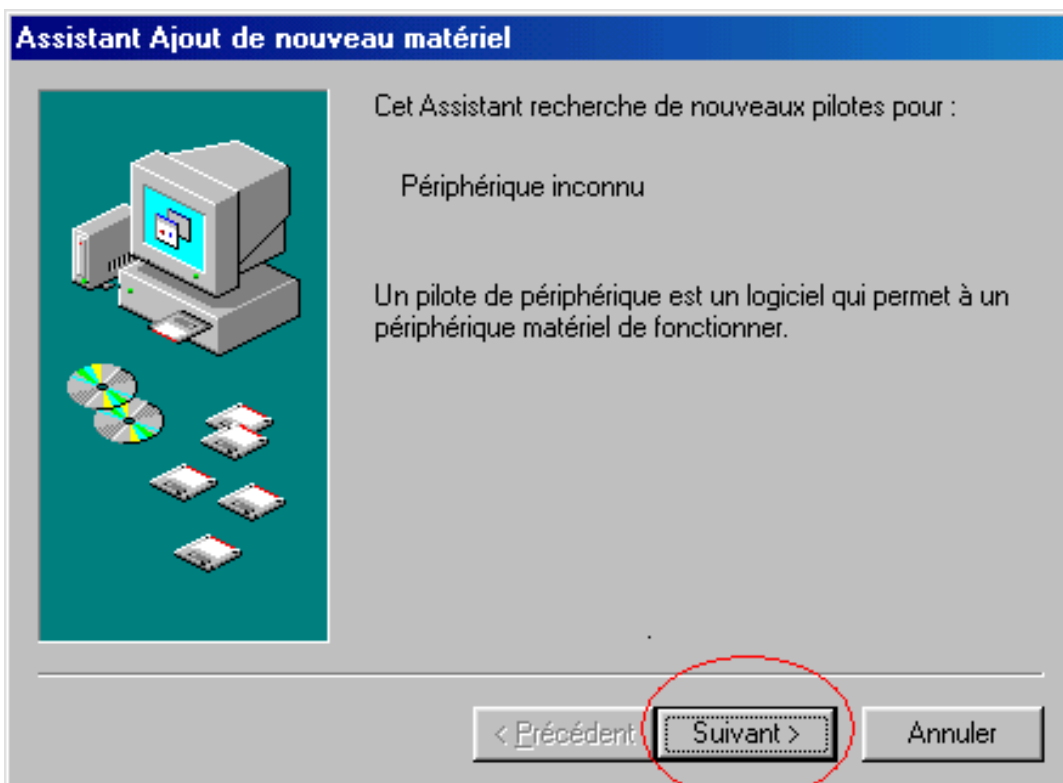 Assistant Ajout de nouveau matériel
Cet Assistant recherche de nouveaux pilotes pour :
Périphérique inconnu
Un pilote de périphérique est un logiciel qui permet à un
périphérique matériel de fonctionner.
< Précédent Suivant > Annuler